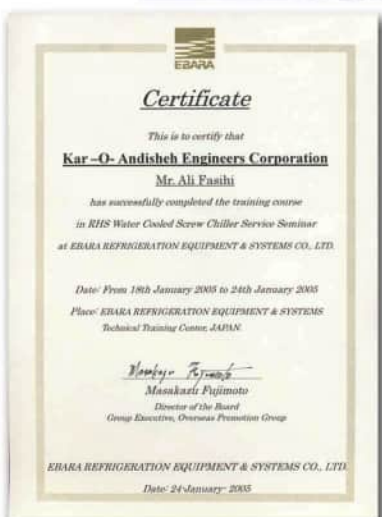 EBARA
Certificate
This is to certify that
Kar –O- Andisheh Engineers Corporation
Mr. Ali Fasihi
has successfully completed the training course
in RHS Water Cooled Screw Chiller Service Seminar
at EBARA REFRIGERATION EQUIPMENT & SYSTEMS CO., LTD.
Date: From 18th January 2005 to 24th January 2005
Place: EBARA REFRIGERATION EQUIPMENT & SYSTEMS
Technical Training Center, JAPAN.
Masakazu Fujimoto
Masakazu Fujimoto
Director of the Board
Group Executive, Overseas Promotion Group
EBARA REFRIGERATION EQUIPMENT & SYSTEMS CO., LTD.
Date: 24-January- 2005